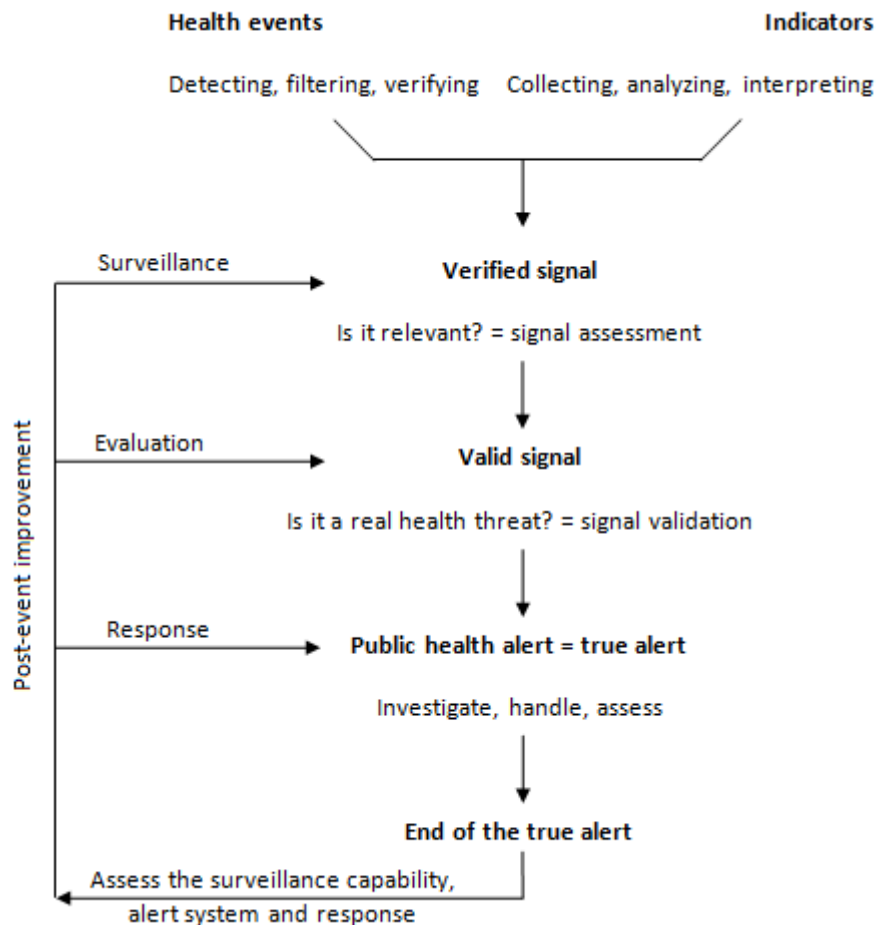 Health events
Indicators
Detecting, filtering, verifying
Collecting, analyzing, interpreting
Surveillance
Verified signal
Is it relevant? = signal assessment
Evaluation
Valid signal
Is it a real health threat? = signal validation
Response
Public health alert = true alert
Investigate, handle, assess
End of the true alert
Assess the surveillance capability,
alert system and response
Post-event improvement